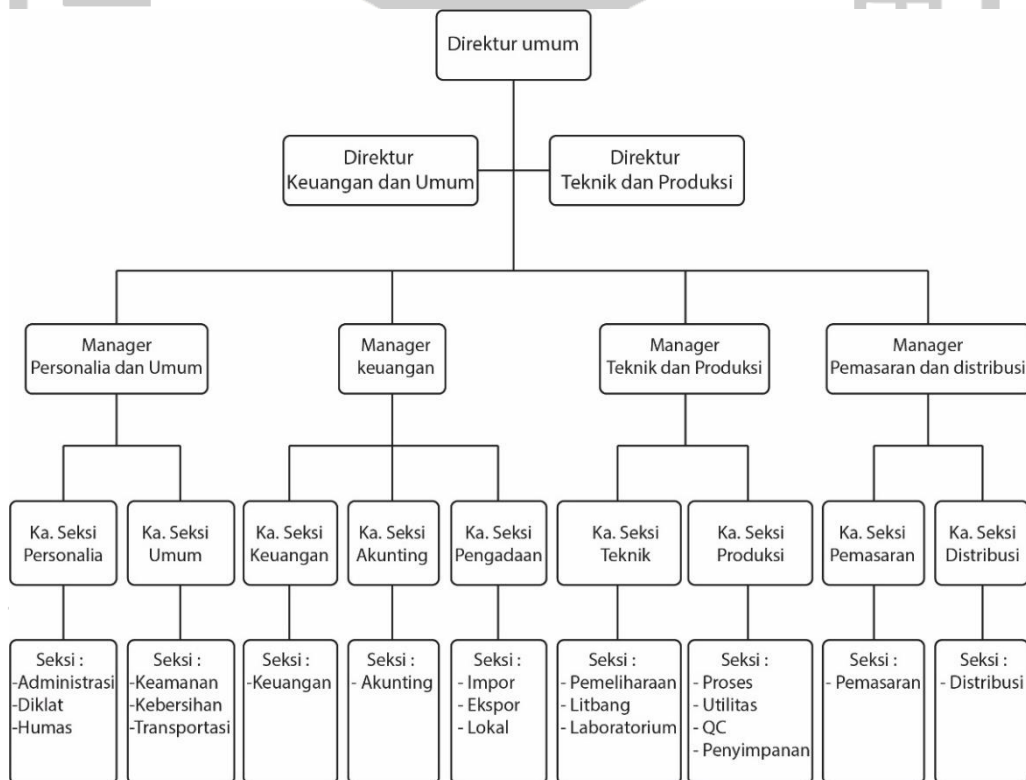 Direktur umum
Direktur
Keuangan dan Umum
Direktur
Teknik dan Produksi
Manager
Personalia dan Umum
Manager
keuangan
Manager
Teknik dan Produksi
Manager
Pemasaran dan distribusi
Ka. Seksi
Personalia
Ka. Seksi
Umum
Ka. Seksi
Keuangan
Ka. Seksi
Akunting
Ka. Seksi
Pengadaan
Ka. Seksi
Teknik
Ka. Seksi
Produksi
Ka. Seksi
Pemasaran
Ka. Seksi
Distribusi
Seksi :
-Administrasi
-Diklat
-Humas
Seksi :
-Keamanan
-Kebersihan
-Transportasi
Seksi :
-Keuangan
Seksi :
- Akunting
Seksi :
- Impor
- Ekspor
- Lokal
Seksi :
- Pemeliharaan
- Litbang
- Laboratorium
Seksi :
- Proses
- Utilitas
- QC
- Penyimpanan
Seksi :
- Pemasaran
Seksi :
- Distribusi